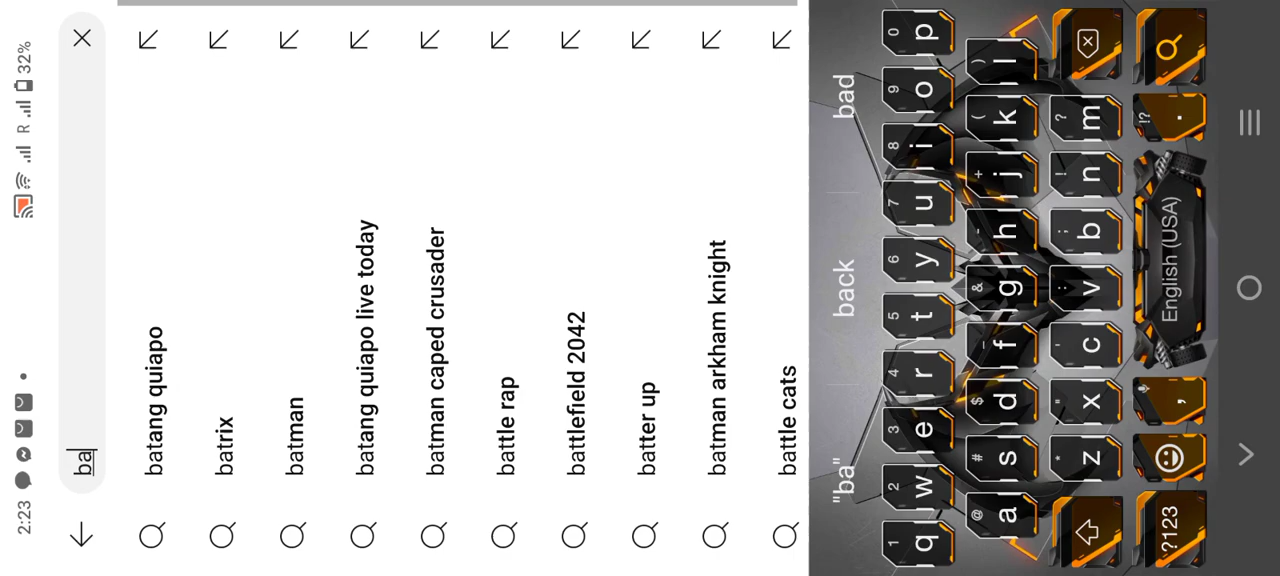 2:23 R 32%
ba
batang quiapo
batrix
batman
batang quiapo live today
batman caped crusader
battle rap
battlefield 2042
batter up
batman arkham knight
battle cats
"ba" back bad
1 2 3 4 5 6 7 8 9 0
q w e r t y u i o p
@ # $ _ & - + ( )
a s d f g h j k l
* " ' : ; ! ?
z x c v b n m
?123 , English (USA) !? .